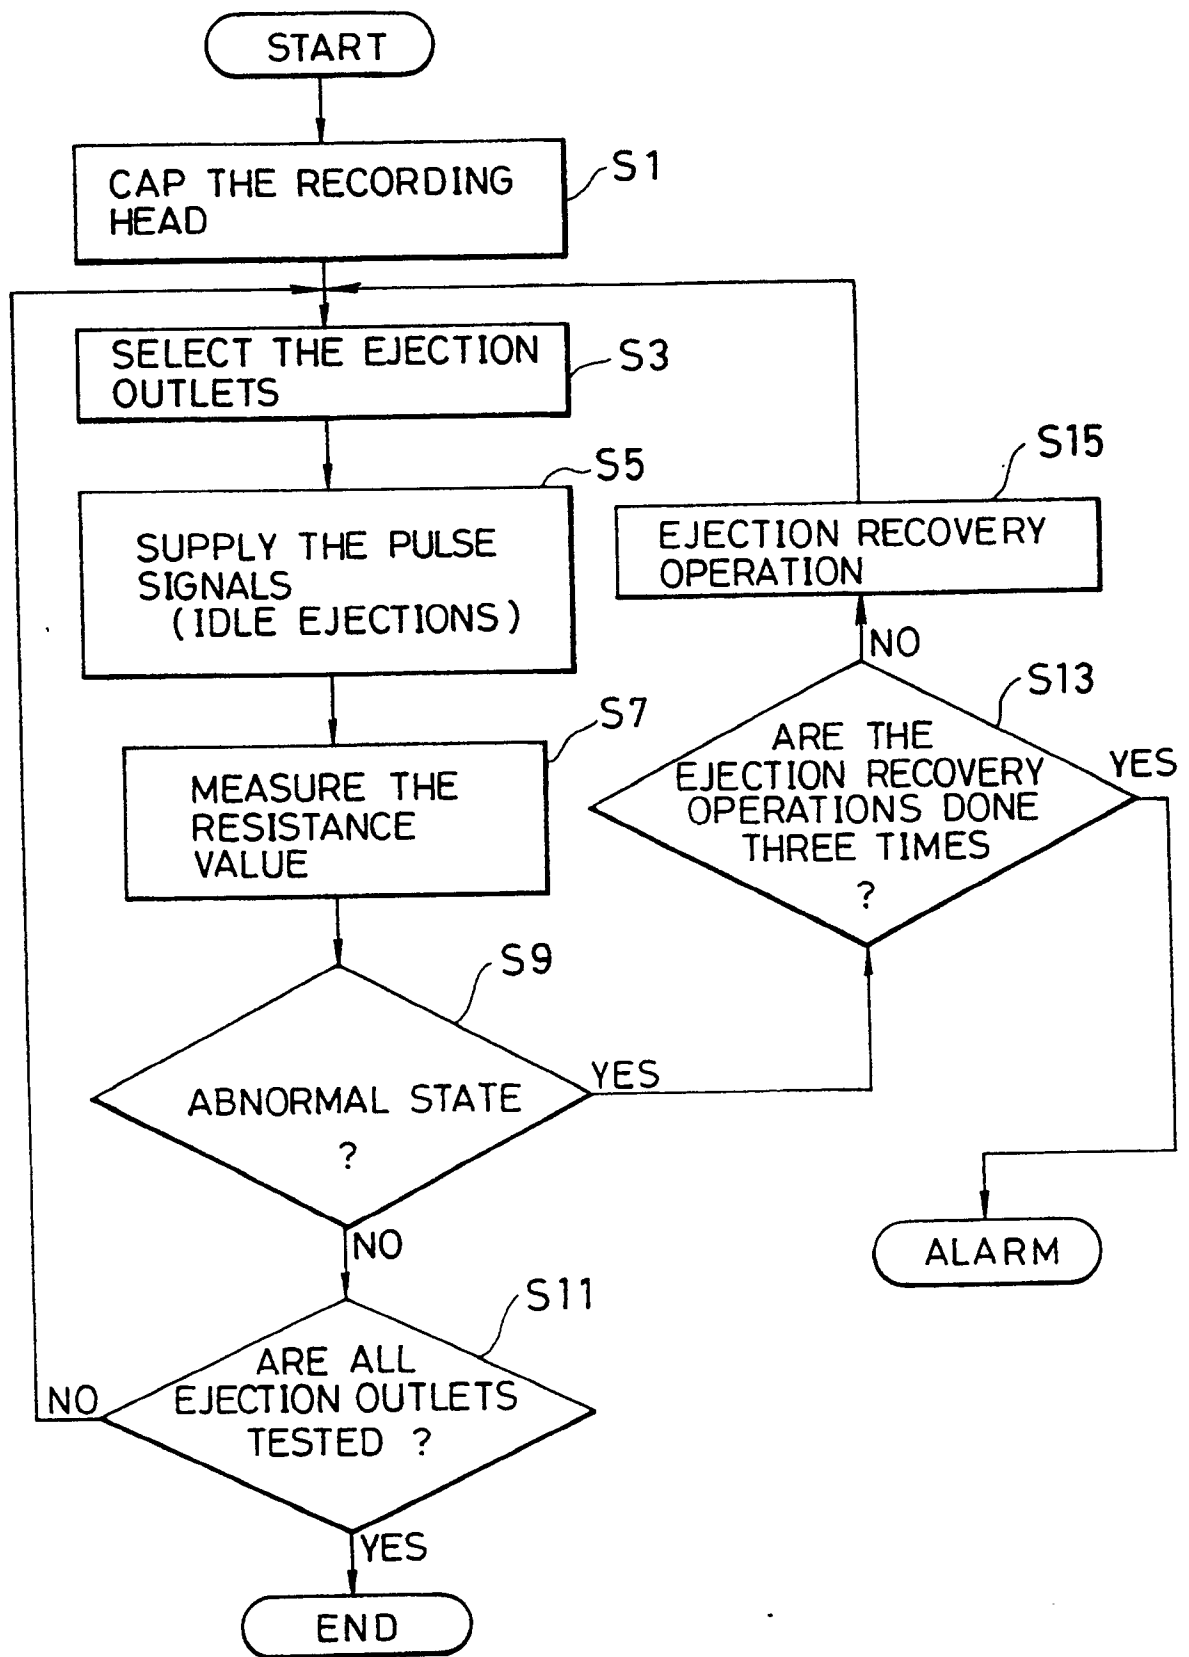 START
CAP THE RECORDING
HEAD
S1
SELECT THE EJECTION
OUTLETS
S3
S5
SUPPLY THE PULSE
SIGNALS
(IDLE EJECTIONS)
S7
MEASURE THE
RESISTANCE
VALUE
S9
ABNORMAL STATE
?
YES
NO
S11
ARE ALL
EJECTION OUTLETS
TESTED ?
NO
YES
END
S15
EJECTION RECOVERY
OPERATION
NO
S13
ARE THE
EJECTION RECOVERY
OPERATIONS DONE
THREE TIMES
?
YES
ALARM